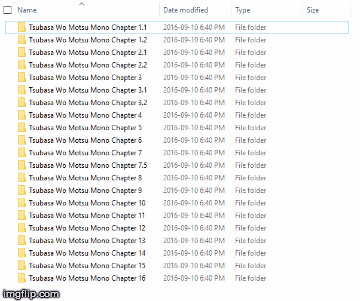 Name Date modified Type Size
Tsubasa Wo Motsu Mono Chapter 1.1 2016-09-10 6:40 PM File folder
Tsubasa Wo Motsu Mono Chapter 1.2 2016-09-10 6:40 PM File folder
Tsubasa Wo Motsu Mono Chapter 2.1 2016-09-10 6:40 PM File folder
Tsubasa Wo Motsu Mono Chapter 2.2 2016-09-10 6:40 PM File folder
Tsubasa Wo Motsu Mono Chapter 3 2016-09-10 6:40 PM File folder
Tsubasa Wo Motsu Mono Chapter 3.1 2016-09-10 6:40 PM File folder
Tsubasa Wo Motsu Mono Chapter 3.2 2016-09-10 6:40 PM File folder
Tsubasa Wo Motsu Mono Chapter 4 2016-09-10 6:40 PM File folder
Tsubasa Wo Motsu Mono Chapter 5 2016-09-10 6:40 PM File folder
Tsubasa Wo Motsu Mono Chapter 6 2016-09-10 6:40 PM File folder
Tsubasa Wo Motsu Mono Chapter 7 2016-09-10 6:40 PM File folder
Tsubasa Wo Motsu Mono Chapter 7.5 2016-09-10 6:40 PM File folder
Tsubasa Wo Motsu Mono Chapter 8 2016-09-10 6:40 PM File folder
Tsubasa Wo Motsu Mono Chapter 9 2016-09-10 6:40 PM File folder
Tsubasa Wo Motsu Mono Chapter 10 2016-09-10 6:40 PM File folder
Tsubasa Wo Motsu Mono Chapter 11 2016-09-10 6:40 PM File folder
Tsubasa Wo Motsu Mono Chapter 12 2016-09-10 6:40 PM File folder
Tsubasa Wo Motsu Mono Chapter 13 2016-09-10 6:40 PM File folder
Tsubasa Wo Motsu Mono Chapter 14 2016-09-10 6:40 PM File folder
Tsubasa Wo Motsu Mono Chapter 15 2016-09-10 6:40 PM File folder
Tsubasa Wo Motsu Mono Chapter 16 2016-09-10 6:40 PM File folder
imgflip.com